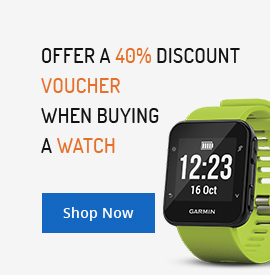 OFFER A 40% DISCOUNT
VOUCHER
WHEN BUYING
A WATCH
12:23
16 Oct
GARMIN
Shop Now